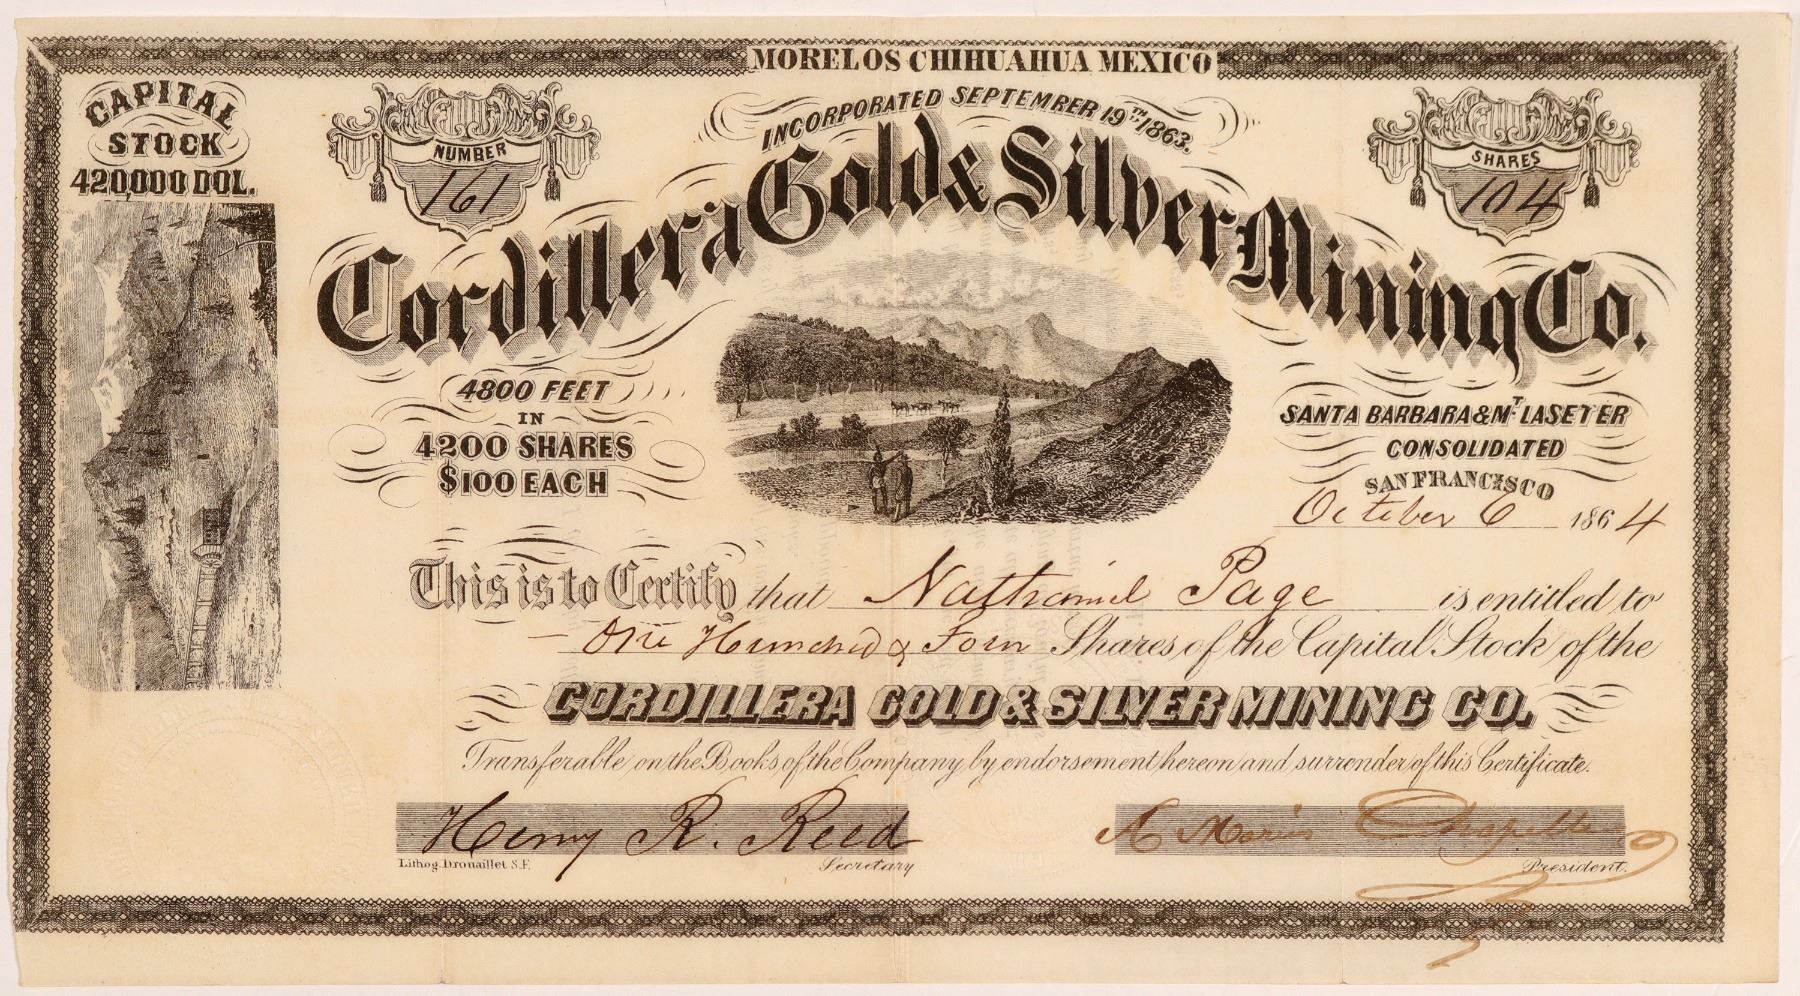 MORELOS CHIHUAHUA MEXICO
CAPITAL
STOCK
420,000 DOL.
NUMBER
161
INCORPORATED SEPTEMBER 19TH 1863.
SHARES
104
Cordillera Gold & Silver Mining Co.
4800 FEET
IN
4200 SHARES
$100 EACH
SANTA BARBARA & MT LASETER
CONSOLIDATED
SAN FRANCISCO
October 6 1864
This is to Certify that Nathaniel Page is entitled to
One Hundred & Four Shares of the Capital Stock of the
CORDILLERA GOLD & SILVER MINING CO.
Transferable on the Books of the Company by endorsement hereon and surrender of this Certificate.
Henry R. Reed
Lithog. Drouaillet S.F. Secretary
President.